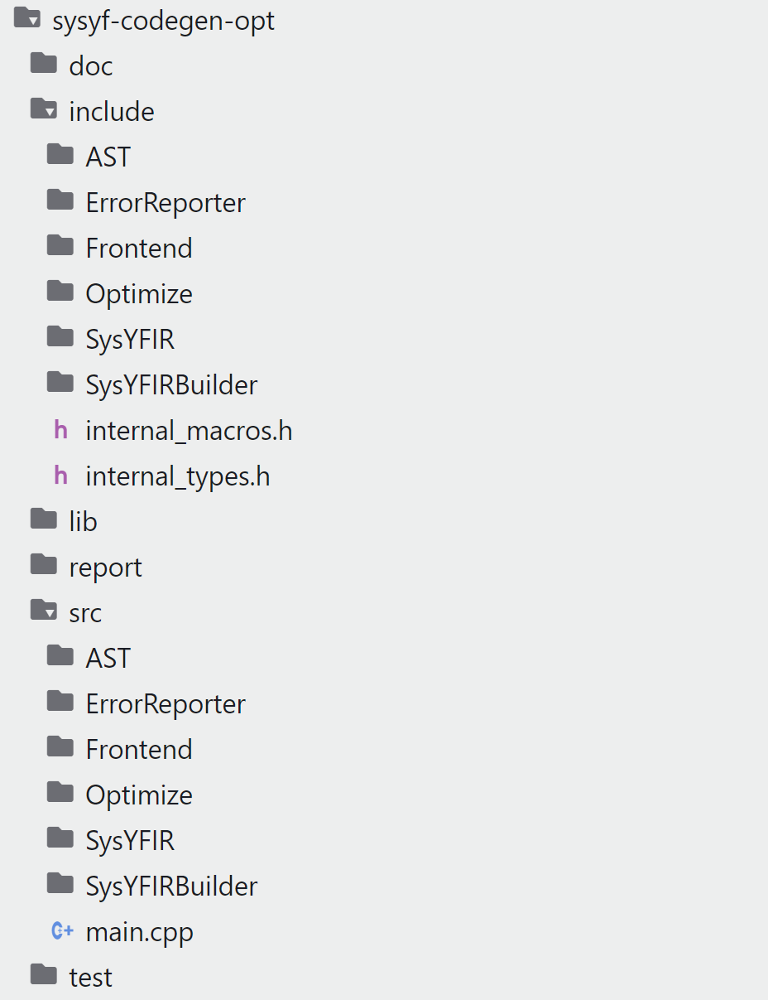 sysyf-codegen-opt
doc
include
AST
ErrorReporter
Frontend
Optimize
SysYFIR
SysYFIRBuilder
h internal_macros.h
h internal_types.h
lib
report
src
AST
ErrorReporter
Frontend
Optimize
SysYFIR
SysYFIRBuilder
C+ main.cpp
test